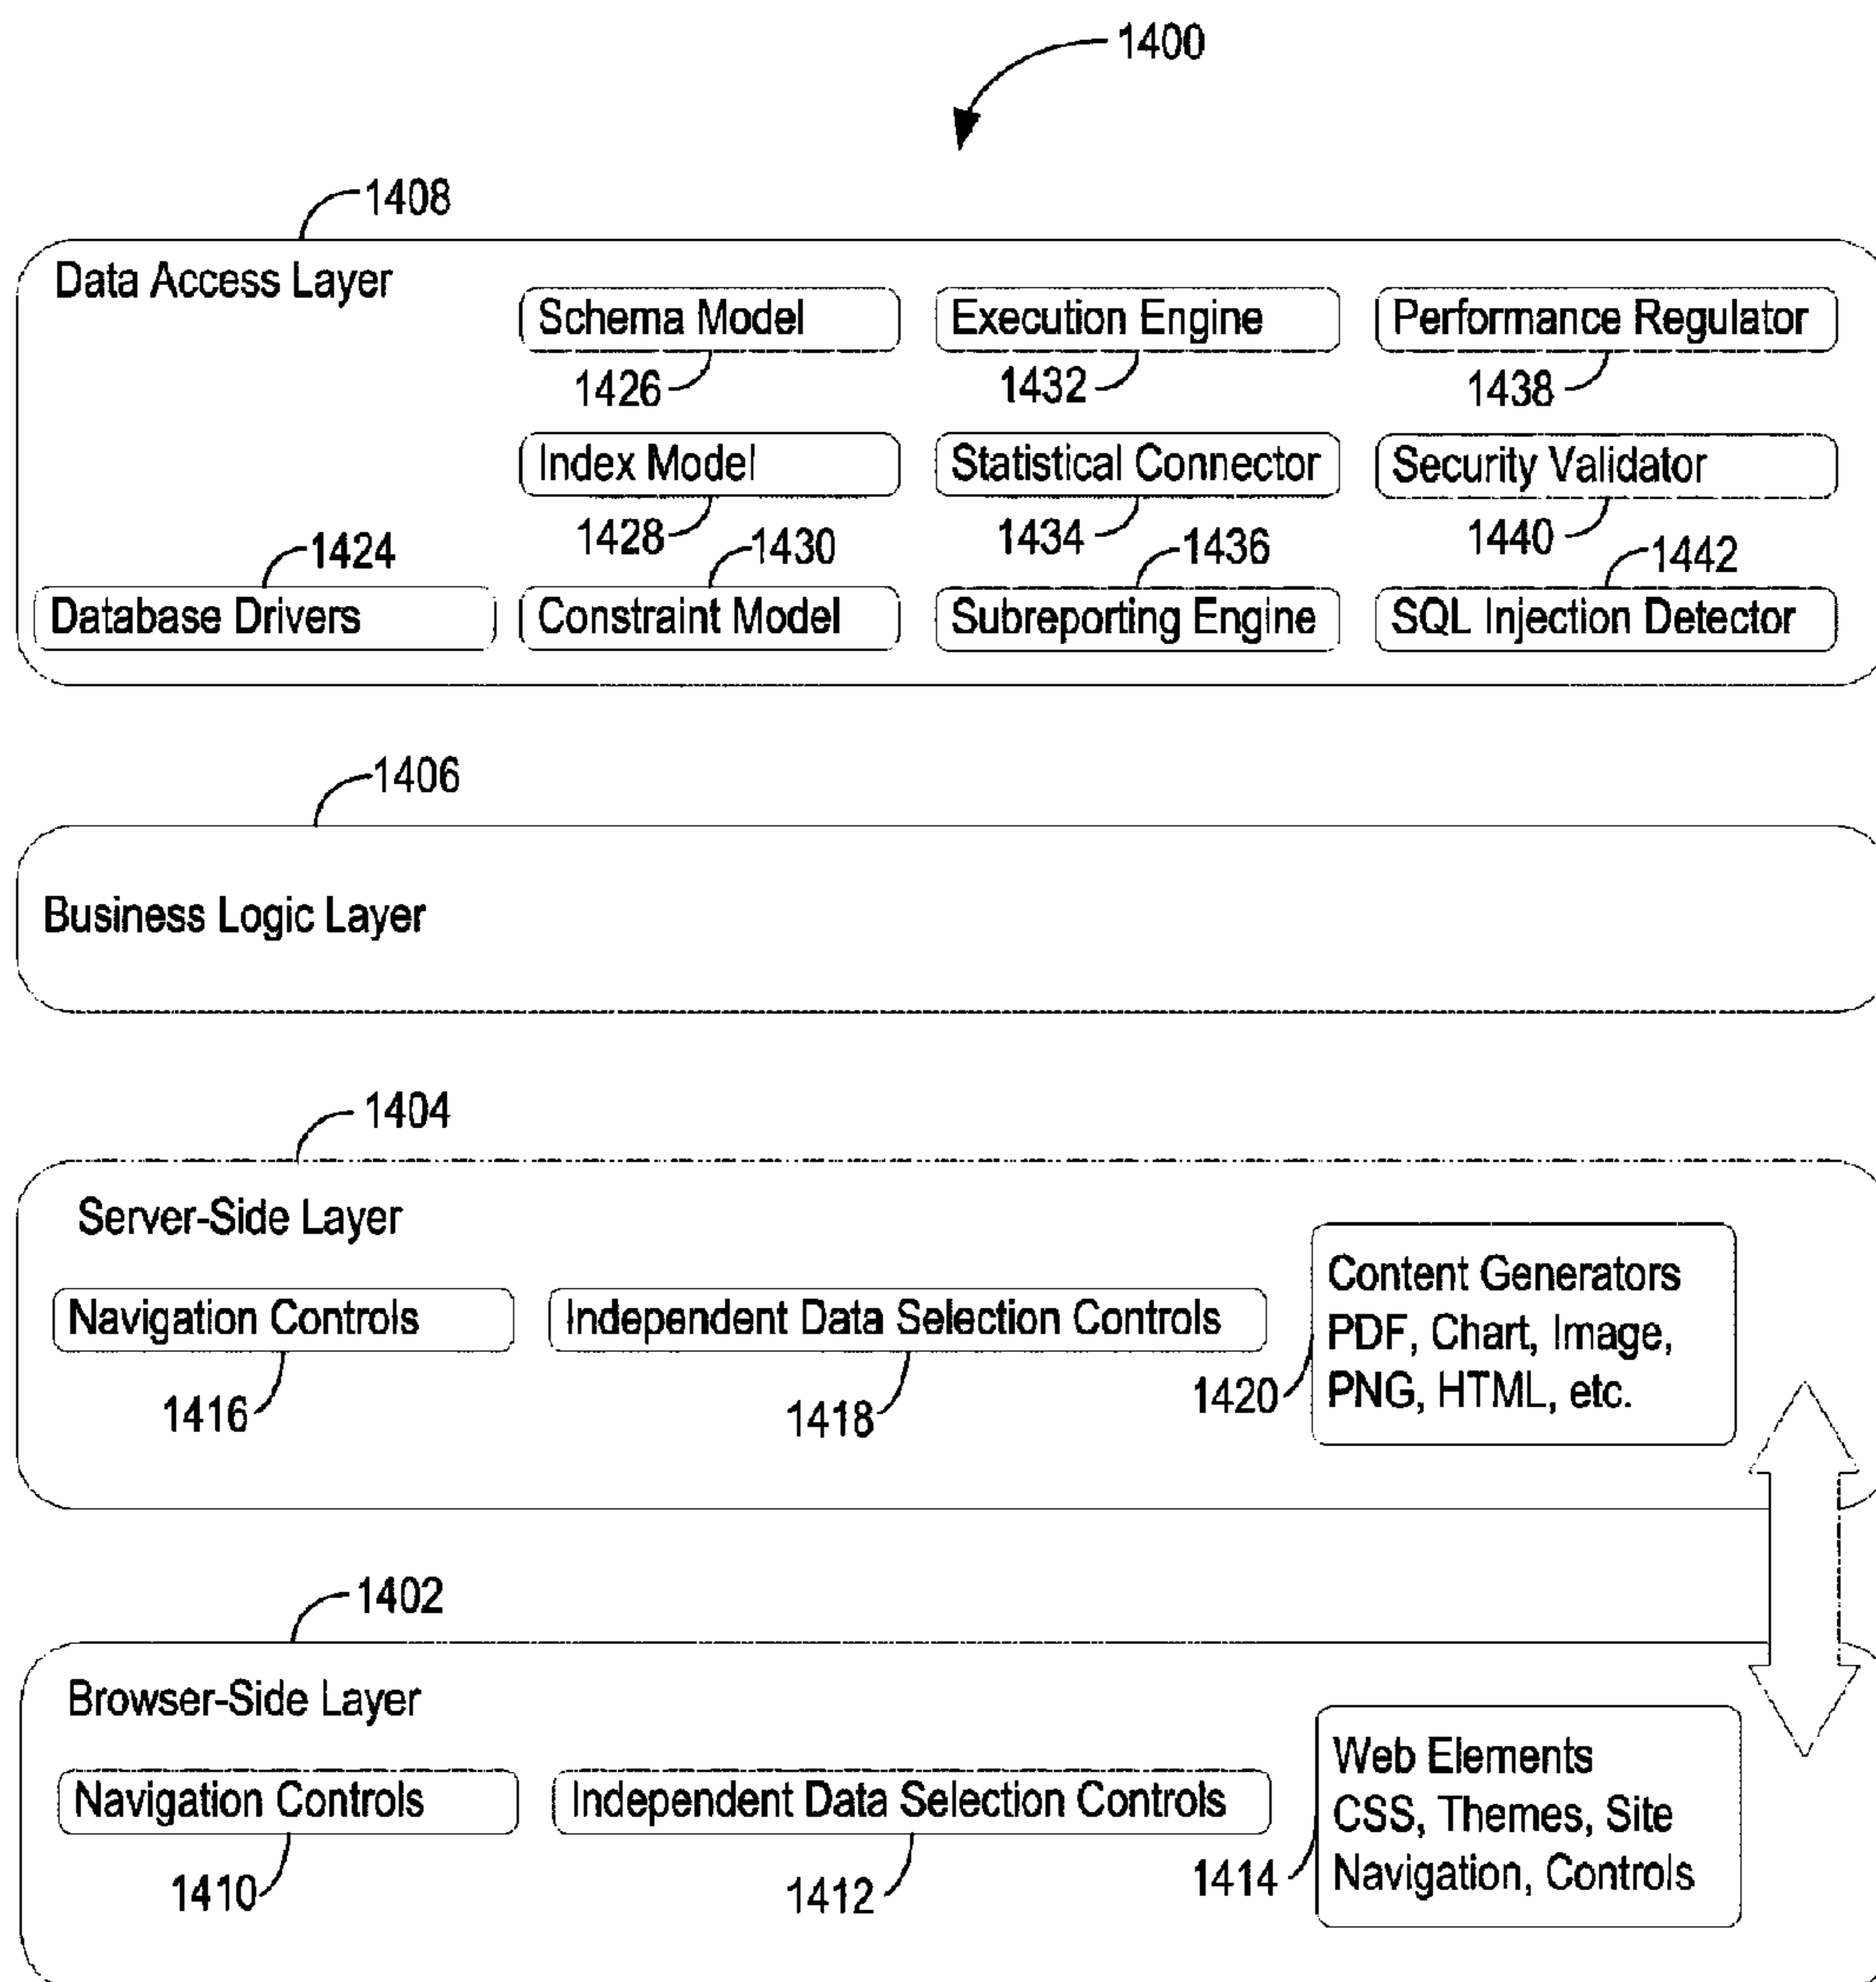 1400
1408
Data Access Layer
Schema Model
Execution Engine
Performance Regulator
1426
1432
1438
Index Model
Statistical Connector
Security Validator
1424
1428
1430
1434
1436
1440
1442
Database Drivers
Constraint Model
Subreporting Engine
SQL Injection Detector
1406
Business Logic Layer
1404
Server-Side Layer
Navigation Controls
Independent Data Selection Controls
Content Generators
PDF, Chart, Image,
PNG, HTML, etc.
1416
1418
1420
1402
Browser-Side Layer
Navigation Controls
Independent Data Selection Controls
Web Elements
CSS, Themes, Site
Navigation, Controls
1410
1412
1414